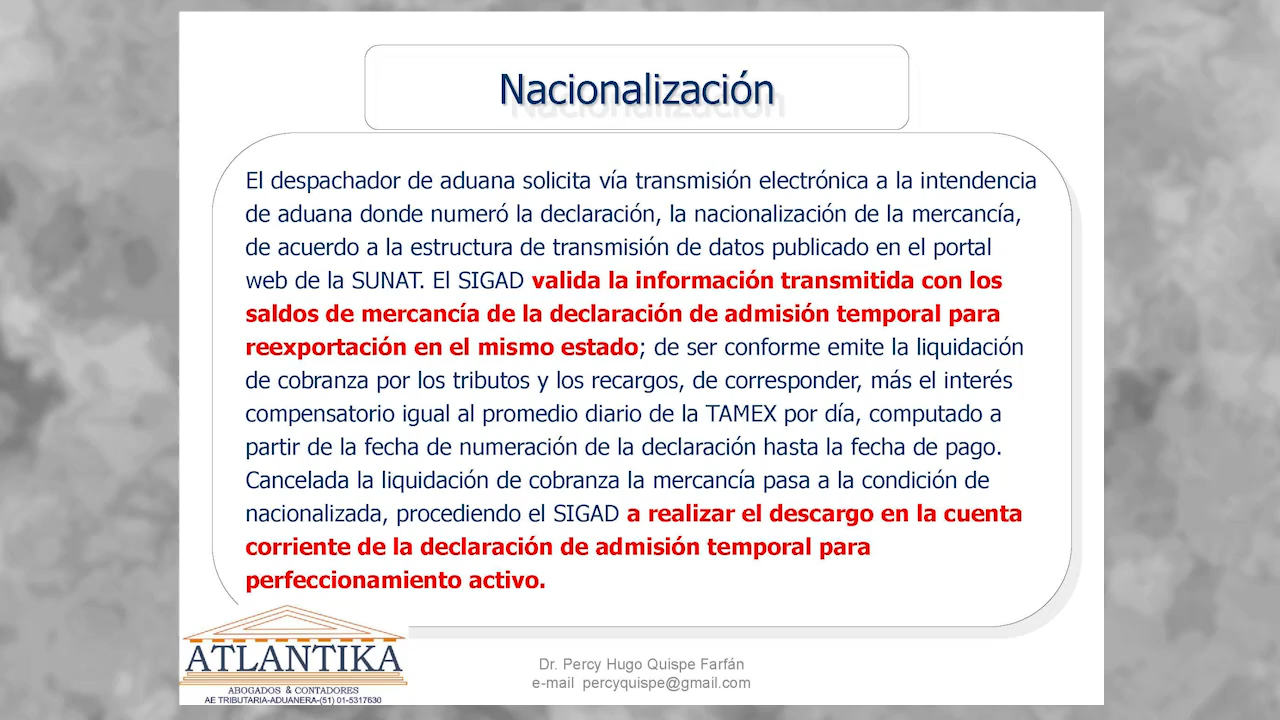 Nacionalización
El despachador de aduana solicita vía transmisión electrónica a la intendencia
de aduana donde numeró la declaración, la nacionalización de la mercancía,
de acuerdo a la estructura de transmisión de datos publicado en el portal
web de la SUNAT. El SIGAD valida la información transmitida con los
saldos de mercancía de la declaración de admisión temporal para
reexportación en el mismo estado; de ser conforme emite la liquidación
de cobranza por los tributos y los recargos, de corresponder, más el interés
compensatorio igual al promedio diario de la TAMEX por día, computado a
partir de la fecha de numeración de la declaración hasta la fecha de pago.
Cancelada la liquidación de cobranza la mercancía pasa a la condición de
nacionalizada, procediendo el SIGAD a realizar el descargo en la cuenta
corriente de la declaración de admisión temporal para
perfeccionamiento activo.
ATLANTIKA
ABOGADOS & CONTADORES
AE TRIBUTARIA-ADUANERA-(51) 01-5317630
Dr. Percy Hugo Quispe Farfán
e-mail percyquispe@gmail.com